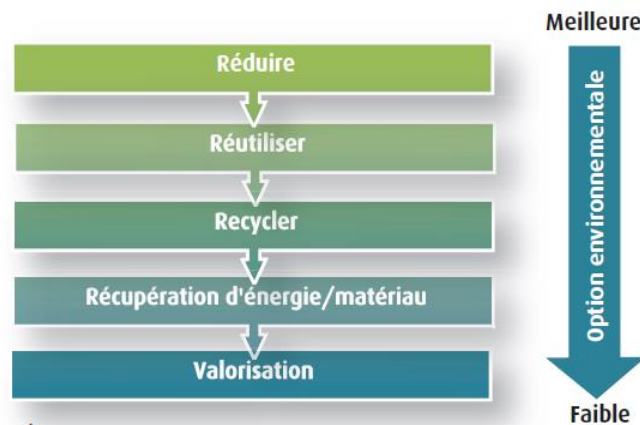 Meilleure
Réduire
Réutiliser
Recycler
Récupération d'énergie/matériau
Valorisation
Option environnementale
Faible